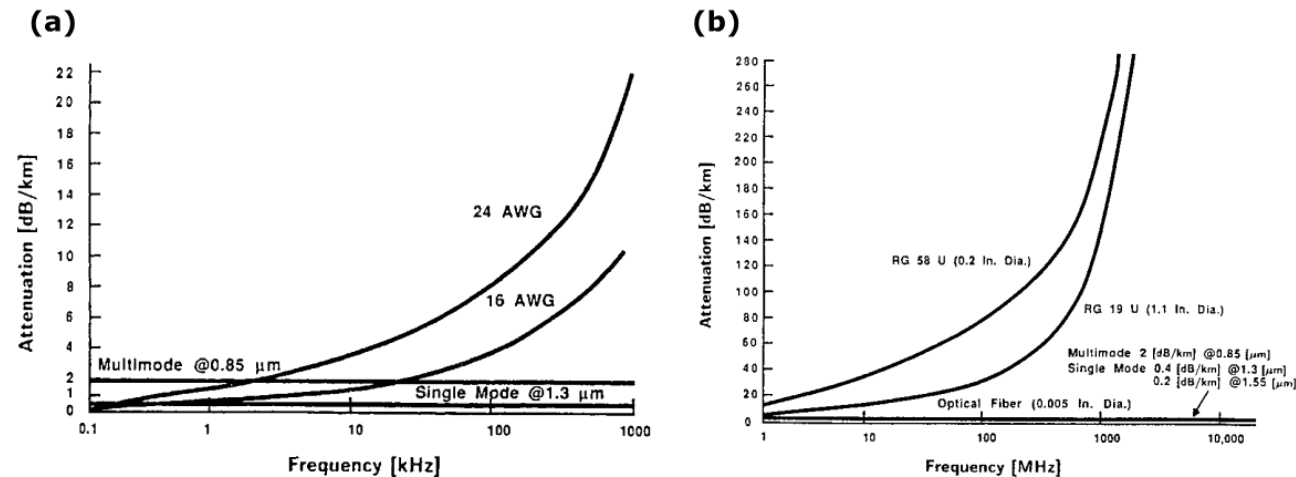 (a)
Attenuation [dB/km]
22
20
18
16
14
12
10
8
6
4
2
1
0
24 AWG
16 AWG
Multimode @0.85 μm
Single Mode @1.3 μm
0.1
1
10
100
1000
Frequency [kHz]
(b)
Attenuation [dB/km]
280
260
240
220
200
180
160
140
120
100
80
60
40
20
0
RG 58 U (0.2 In. Dia.)
RG 19 U (1.1 In. Dia.)
Multimode 2 [dB/km] @0.85 [μm]
Single Mode 0.4 [dB/km] @1.3 [μm]
0.2 [dB/km] @1.55 [μm]
Optical Fiber (0.005 In. Dia.)
1
10
100
1000
10,000
Frequency [MHz]